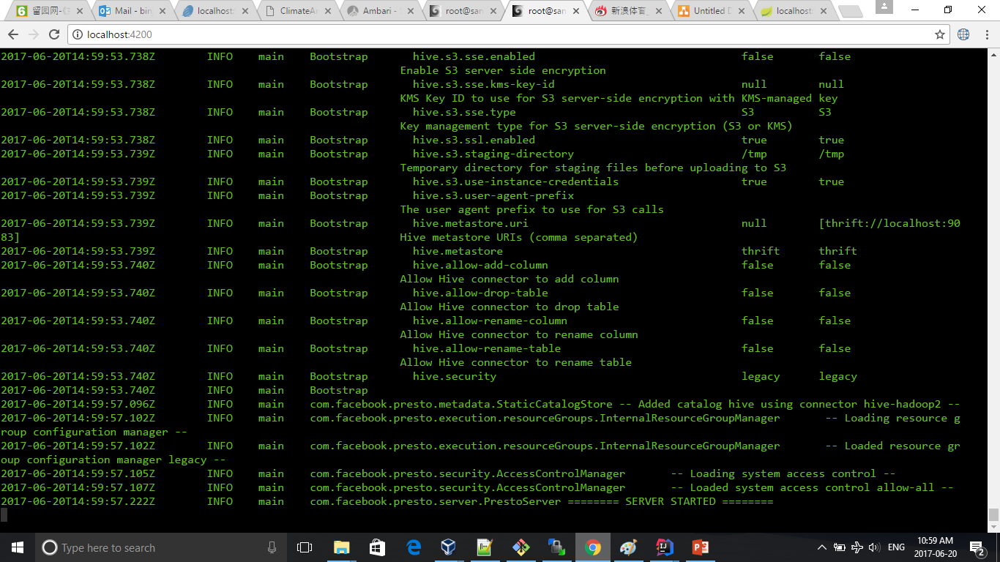 留园网-6
Mail - bin
localhost:
ClimateAn
Ambari -
root@san
root@san
新浪体育_
Untitled D
localhost:
localhost:4200
2017-06-20T14:59:53.738Z INFO main Bootstrap hive.s3.sse.enabled false false
Enable S3 server side encryption
2017-06-20T14:59:53.738Z INFO main Bootstrap hive.s3.sse.kms-key-id null null
KMS Key ID to use for S3 server-side encryption with KMS-managed key
2017-06-20T14:59:53.738Z INFO main Bootstrap hive.s3.sse.type S3 S3
Key management type for S3 server-side encryption (S3 or KMS)
2017-06-20T14:59:53.738Z INFO main Bootstrap hive.s3.ssl.enabled true true
2017-06-20T14:59:53.739Z INFO main Bootstrap hive.s3.staging-directory /tmp /tmp
Temporary directory for staging files before uploading to S3
2017-06-20T14:59:53.739Z INFO main Bootstrap hive.s3.use-instance-credentials true true
2017-06-20T14:59:53.739Z INFO main Bootstrap hive.s3.user-agent-prefix
The user agent prefix to use for S3 calls
2017-06-20T14:59:53.739Z INFO main Bootstrap hive.metastore.uri null [thrift://localhost:90
83] Hive metastore URIs (comma separated)
2017-06-20T14:59:53.739Z INFO main Bootstrap hive.metastore thrift thrift
2017-06-20T14:59:53.740Z INFO main Bootstrap hive.allow-add-column false false
Allow Hive connector to add column
2017-06-20T14:59:53.740Z INFO main Bootstrap hive.allow-drop-table false false
Allow Hive connector to drop table
2017-06-20T14:59:53.740Z INFO main Bootstrap hive.allow-rename-column false false
Allow Hive connector to rename column
2017-06-20T14:59:53.740Z INFO main Bootstrap hive.allow-rename-table false false
Allow Hive connector to rename table
2017-06-20T14:59:53.740Z INFO main Bootstrap hive.security legacy legacy
2017-06-20T14:59:53.740Z INFO main Bootstrap
2017-06-20T14:59:57.096Z INFO main com.facebook.presto.metadata.StaticCatalogStore -- Added catalog hive using connector hive-hadoop2 --
2017-06-20T14:59:57.102Z INFO main com.facebook.presto.execution.resourceGroups.InternalResourceGroupManager -- Loading resource g
roup configuration manager --
2017-06-20T14:59:57.102Z INFO main com.facebook.presto.execution.resourceGroups.InternalResourceGroupManager -- Loaded resource gr
oup configuration manager legacy --
2017-06-20T14:59:57.105Z INFO main com.facebook.presto.security.AccessControlManager -- Loading system access control --
2017-06-20T14:59:57.107Z INFO main com.facebook.presto.security.AccessControlManager -- Loaded system access control allow-all --
2017-06-20T14:59:57.222Z INFO main com.facebook.presto.server.PrestoServer ======== SERVER STARTED ========
Type here to search
ENG
10:59 AM
2017-06-20
2